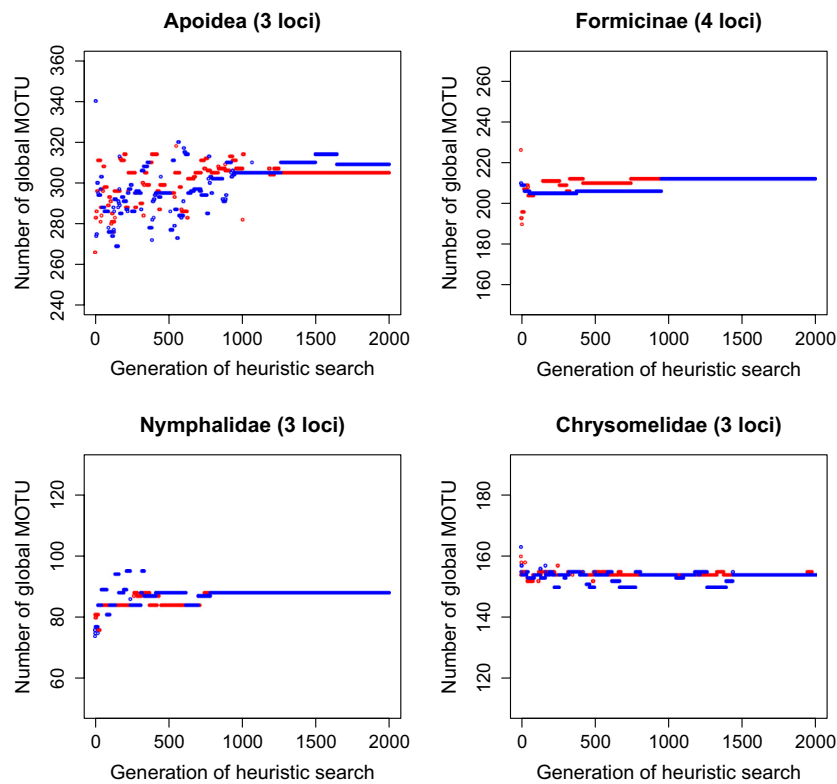 Apoidea (3 loci)
Number of global MOTU
360
340
320
300
280
260
240
0 500 1000 1500 2000
Generation of heuristic search
Formicinae (4 loci)
Number of global MOTU
260
240
220
200
180
160
0 500 1000 1500 2000
Generation of heuristic search
Nymphalidae (3 loci)
Number of global MOTU
120
100
80
60
0 500 1000 1500 2000
Generation of heuristic search
Chrysomelidae (3 loci)
Number of global MOTU
180
160
140
120
0 500 1000 1500 2000
Generation of heuristic search